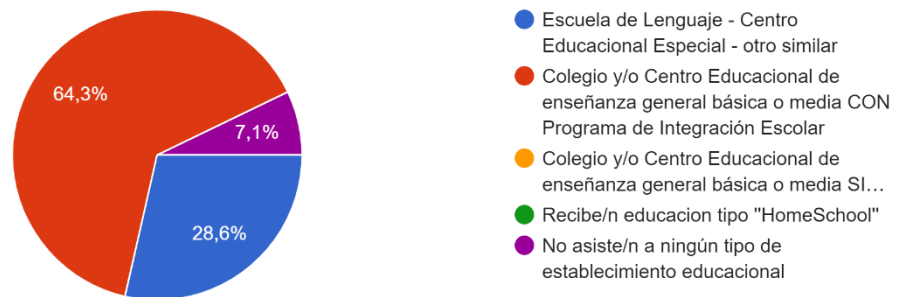 64,3%
7,1%
28,6%
Escuela de Lenguaje - Centro
Educacional Especial - otro similar
Colegio y/o Centro Educacional de
enseñanza general básica o media CON
Programa de Integración Escolar
Colegio y/o Centro Educacional de
enseñanza general básica o media SI…
Recibe/n educacion tipo "HomeSchool"
No asiste/n a ningún tipo de
establecimiento educacional